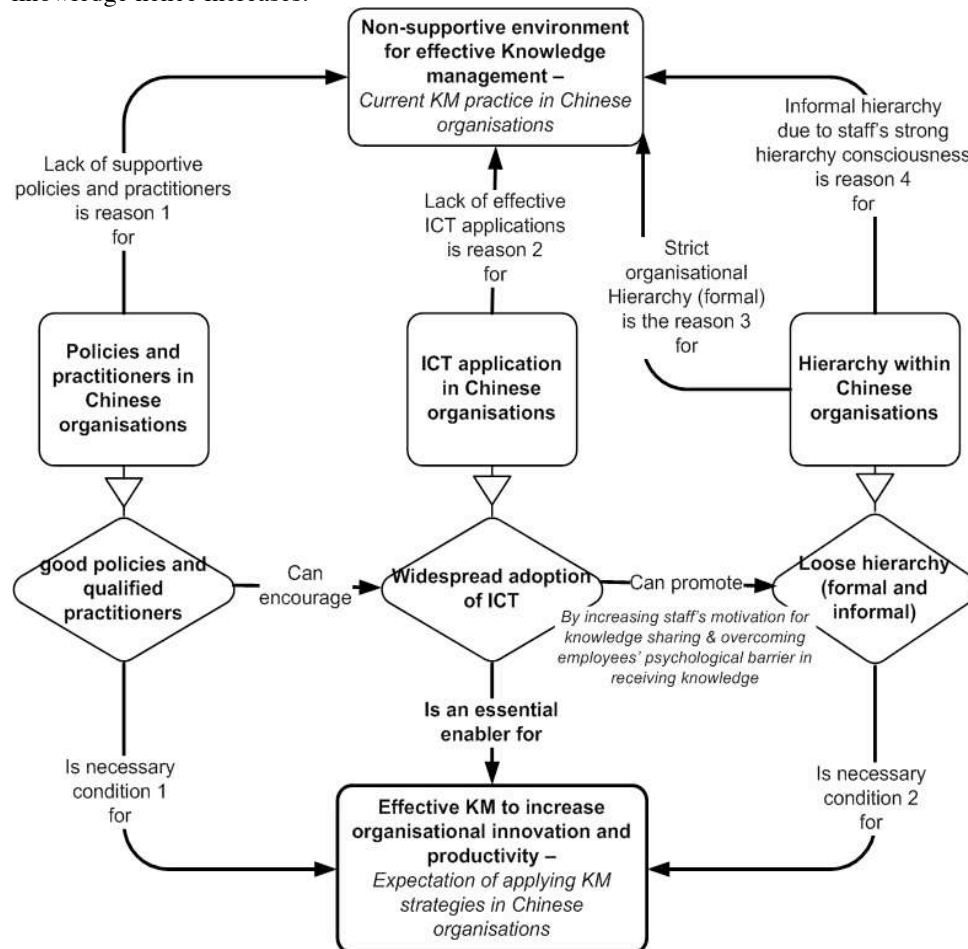 knowledge hence increases.
Non-supportive environment
for effective Knowledge
management –
Current KM practice in Chinese
organisations
Lack of supportive
policies and practitioners
is reason 1
for
Lack of effective
ICT applications
is reason 2
for
Strict
organisational
Hierarchy (formal)
is the reason 3
for
Informal hierarchy
due to staff's strong
hierarchy consciousness
is reason 4
for
Policies and
practitioners in
Chinese
organisations
ICT application
in Chinese
organisations
Hierarchy within
Chinese
organisations
good policies and
qualified
practitioners
Can
encourage
Widespread adoption
of ICT
Can promote
By increasing staff's motivation for
knowledge sharing & overcoming
employees' psychological barrier in
receiving knowledge
Loose hierarchy
(formal and
informal)
Is necessary
condition 1
for
Is an essential
enabler for
Is necessary
condition 2
for
Effective KM to increase
organisational innovation and
productivity –
Expectation of applying KM
strategies in Chinese
organisations